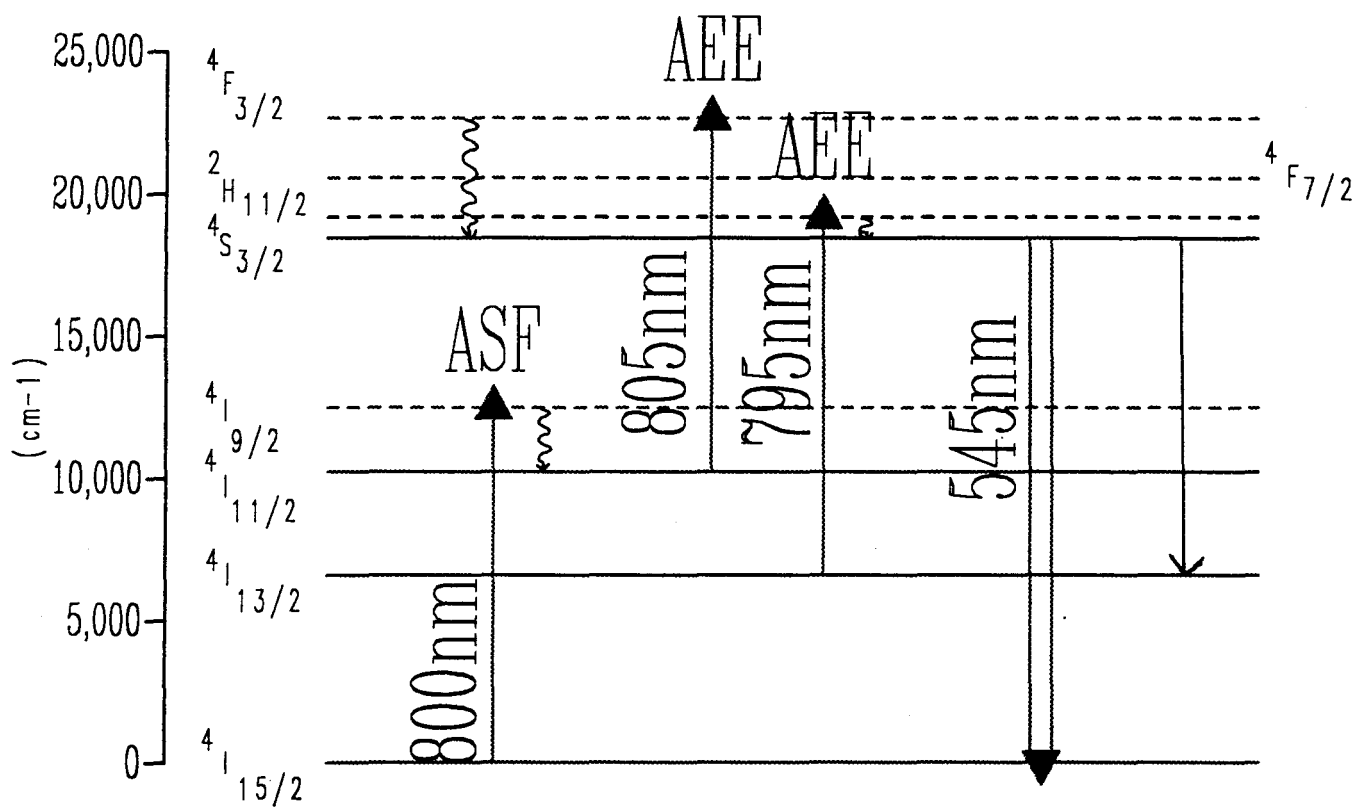 25,000
20,000
15,000
10,000
5,000
0
(cm-1)
4F3/2
2H11/2
4S3/2
4I9/2
4I11/2
4I13/2
4I15/2
4F7/2
AEE
AEE
ASF
800nm
805nm
795nm
545nm